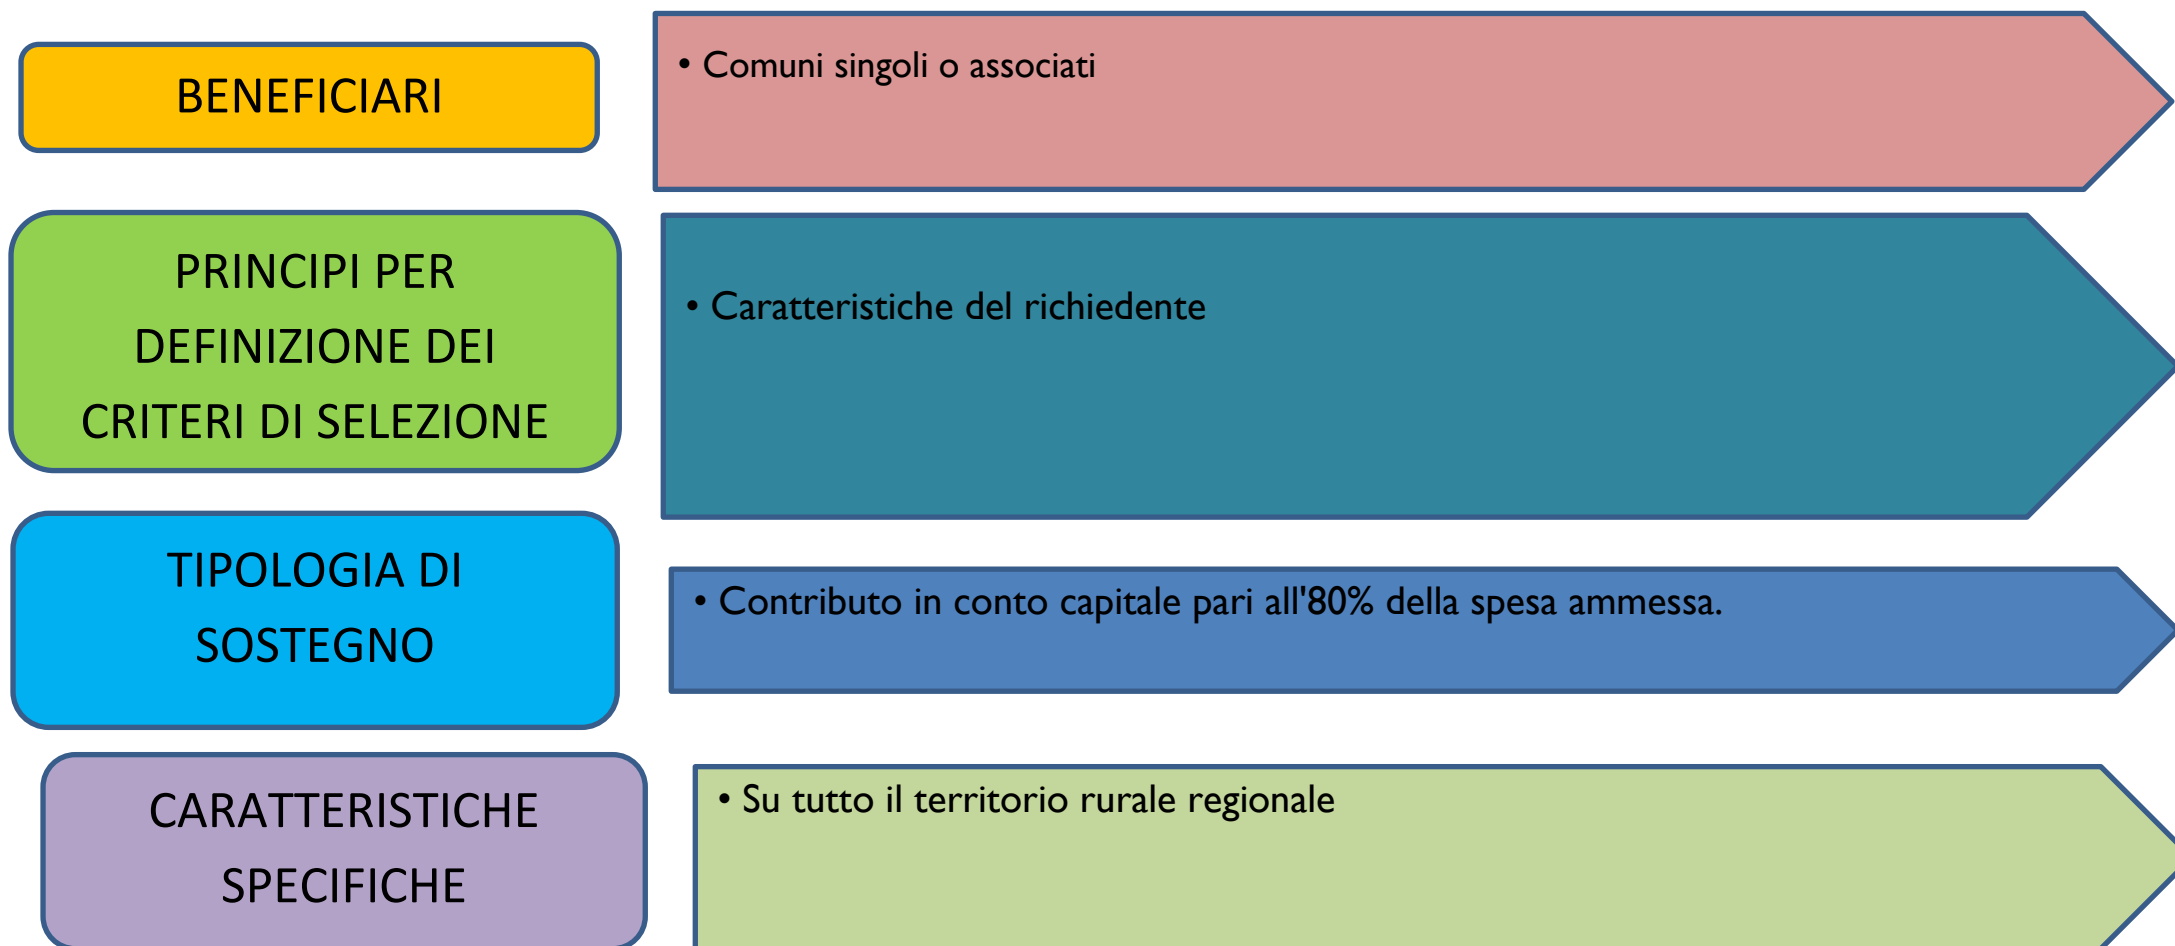 BENEFICIARI
• Comuni singoli o associati
PRINCIPI PER
DEFINIZIONE DEI
CRITERI DI SELEZIONE
• Caratteristiche del richiedente
TIPOLOGIA DI
SOSTEGNO
• Contributo in conto capitale pari all'80% della spesa ammessa.
CARATTERISTICHE
SPECIFICHE
• Su tutto il territorio rurale regionale